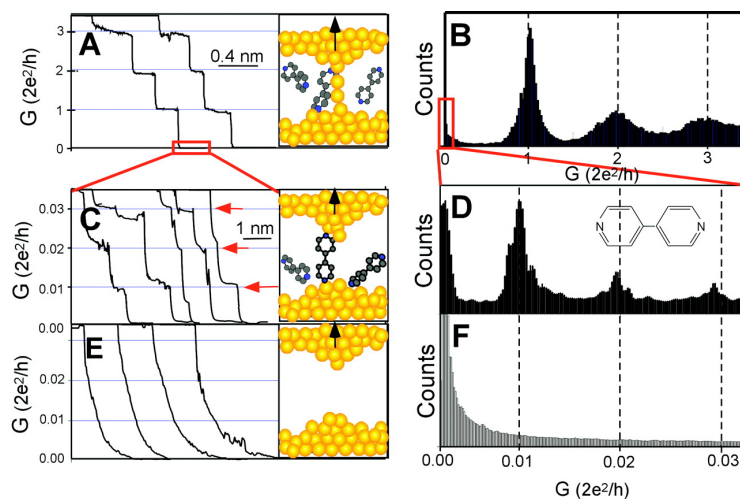 A
G (2e²/h)
3
2
1
0
0.4 nm
B
Counts
0
1
2
3
G (2e²/h)
C
G (2e²/h)
0.03
0.02
0.01
1 nm
D
Counts
N
N
E
G (2e²/h)
0.00
0.02
0.01
0.00
F
Counts
0.00
0.01
0.02
0.03
G (2e²/h)